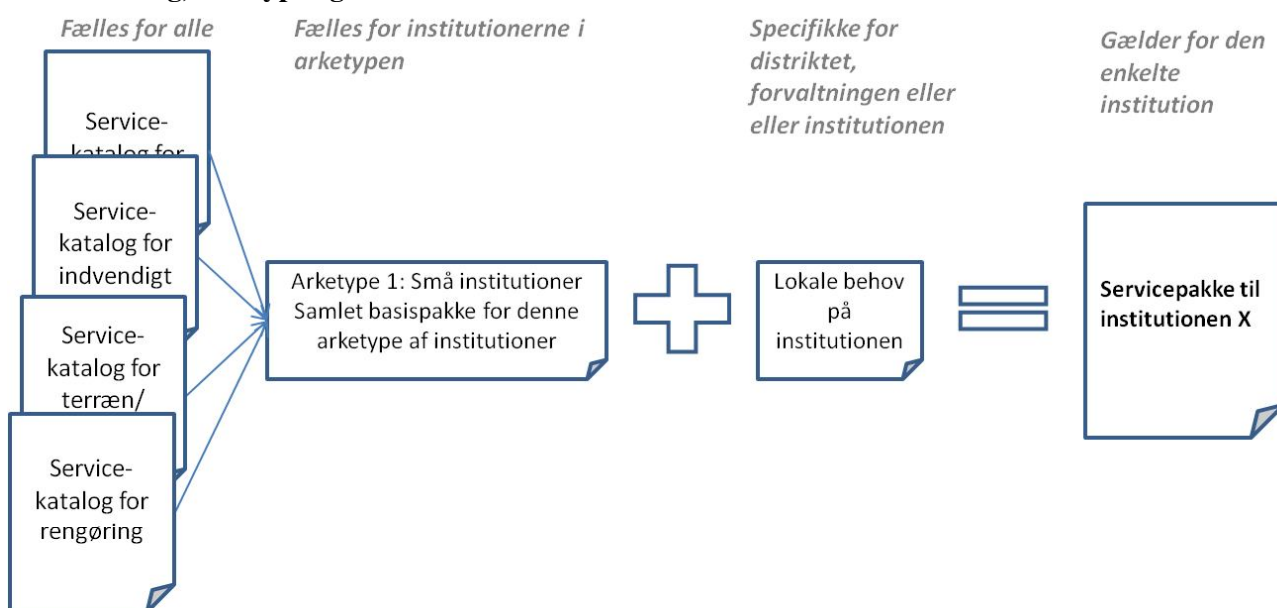 Fælles for alle
Fælles for institutionerne i
arketypen
Specifikke for
distriktet,
forvaltningen eller
eller institutionen
Gælder for den
enkelte
institution
Service-
katalog for
Service-
katalog for
indvendigt
Service-
katalog for
terræn/
Service-
katalog for
rengøring
Arketype 1: Små institutioner
Samlet basispakke for denne
arketype af institutioner
Lokale behov
på
institutionen
Servicepakke til
institutionen X